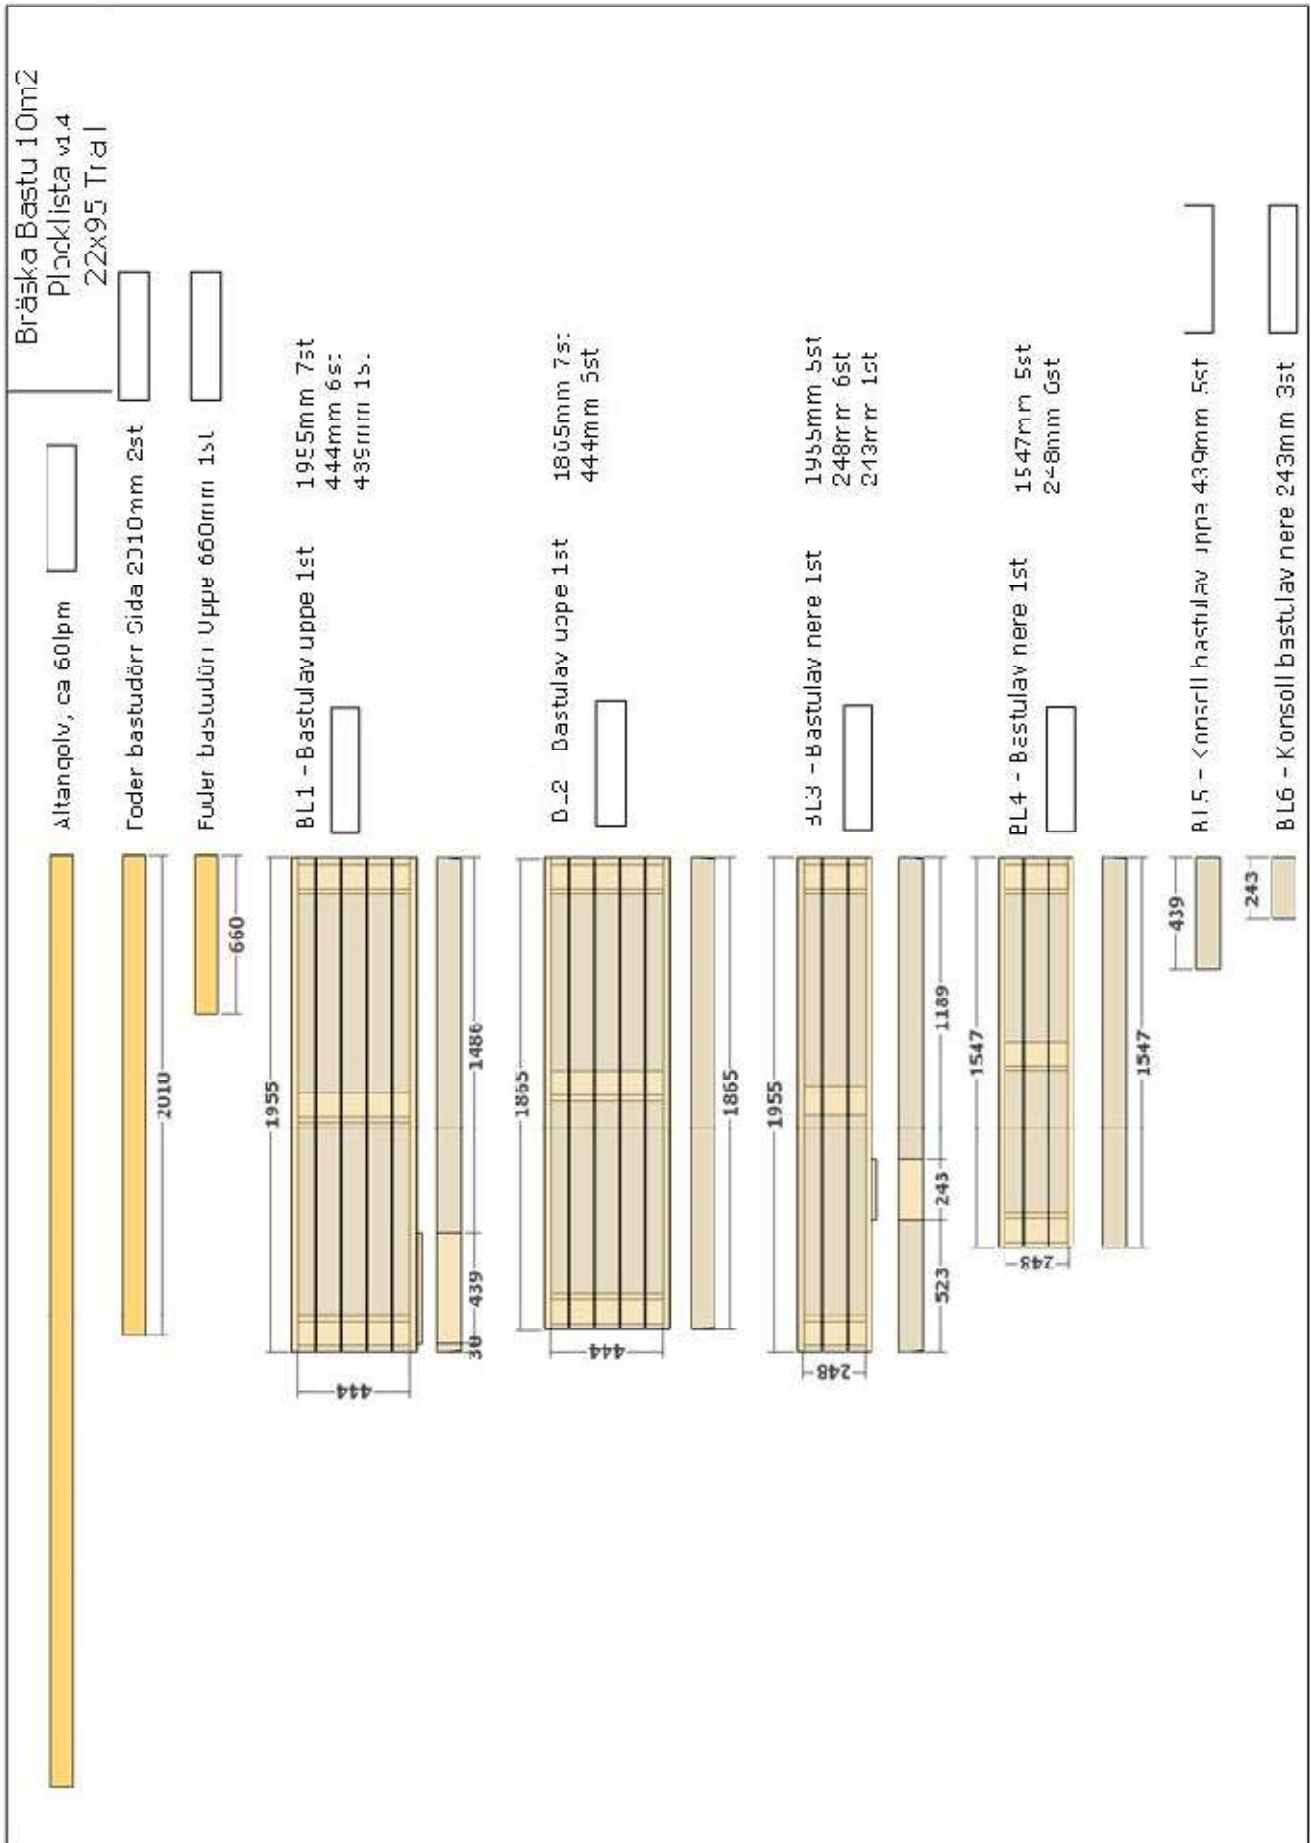 Bräska Bastu 10m2
Plocklista v1.4
22x95 Trall
Altangolv, ca 60lpm
Foder bastudörr Sida 2010mm 2st
2010
Foder bastudörr Uppe 660mm 1st
660
BL1 - Bastulav uppe 1st
1955mm 7st
444mm 6st
439mm 1st
1955
444
30
439
1486
BL2 Bastulav uppe 1st
1865mm 7st
444mm 6st
1865
444
1865
BL3 - Bastulav nere 1st
1955mm 5st
248mm 6st
243mm 1st
1955
248
523
243
1189
BL4 - Bastulav nere 1st
1547mm 5st
248mm 6st
1547
248
1547
BL5 - Konsoll bastulav uppe 439mm 5st
439
BL6 - Konsoll bastulav nere 243mm 3st
243